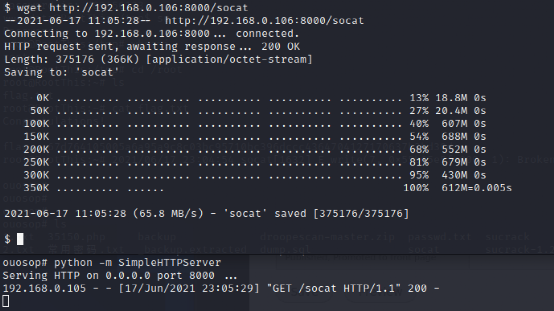 $ wget http://192.168.0.106:8000/socat
--2021-06-17 11:05:28--  http://192.168.0.106:8000/socat
Connecting to 192.168.0.106:8000... connected.
HTTP request sent, awaiting response... 200 OK
Length: 375176 (366K) [application/octet-stream]
Saving to: 'socat'
0K .......... .......... .......... .......... .......... 13% 18.8M 0s
50K .......... .......... .......... .......... .......... 27% 20.4M 0s
100K .......... .......... .......... .......... .......... 40%  607M 0s
150K .......... .......... .......... .......... .......... 54%  688M 0s
200K .......... .......... .......... .......... .......... 68%  552M 0s
250K .......... .......... .......... .......... .......... 81%  679M 0s
300K .......... .......... .......... .......... .......... 95%  430M 0s
350K .......... ......                                     100%  612M=0.005s
2021-06-17 11:05:28 (65.8 MB/s) - 'socat' saved [375176/375176]
$
ouosop# python -m SimpleHTTPServer
Serving HTTP on 0.0.0.0 port 8000 ...
192.168.0.105 - - [17/Jun/2021 23:05:29] "GET /socat HTTP/1.1" 200 -